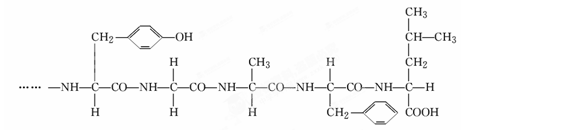 CH₃
CH₂ OH CH—CH₃
H CH₃ H CH₂
······ —NH—C—CO—NH—C—CO—NH—C—CO—NH—C—CO—NH—C—H
H H H CH₂ COOH